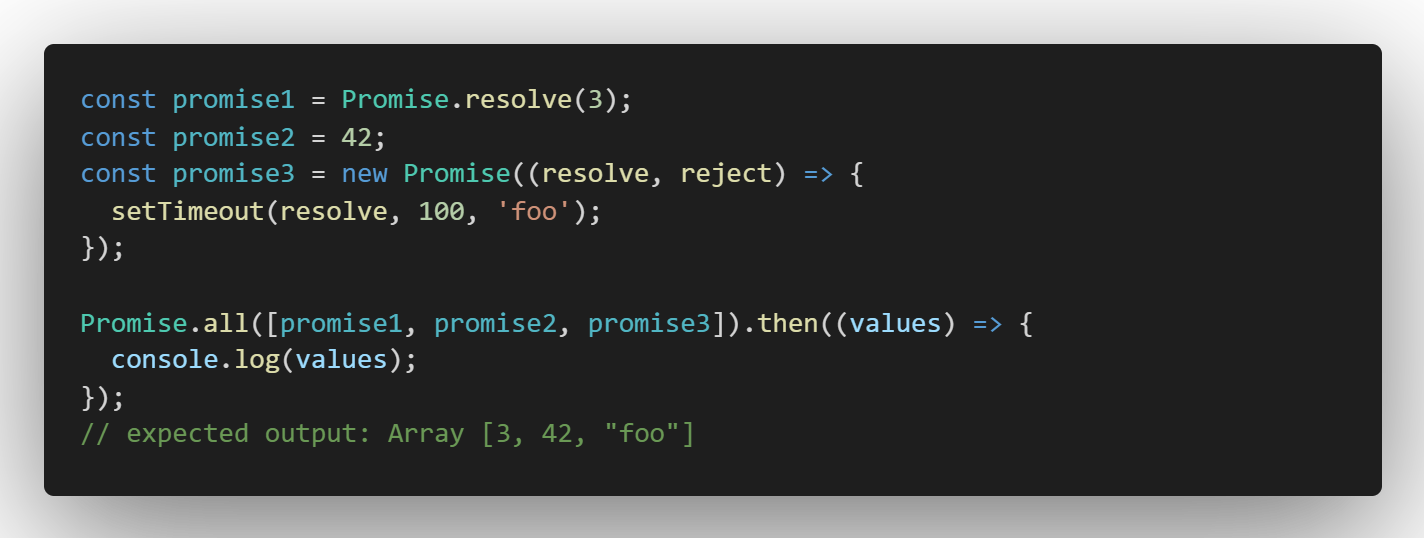 const promise1 = Promise.resolve(3);
const promise2 = 42;
const promise3 = new Promise((resolve, reject) => {
  setTimeout(resolve, 100, 'foo');
});

Promise.all([promise1, promise2, promise3]).then((values) => {
  console.log(values);
});
// expected output: Array [3, 42, "foo"]